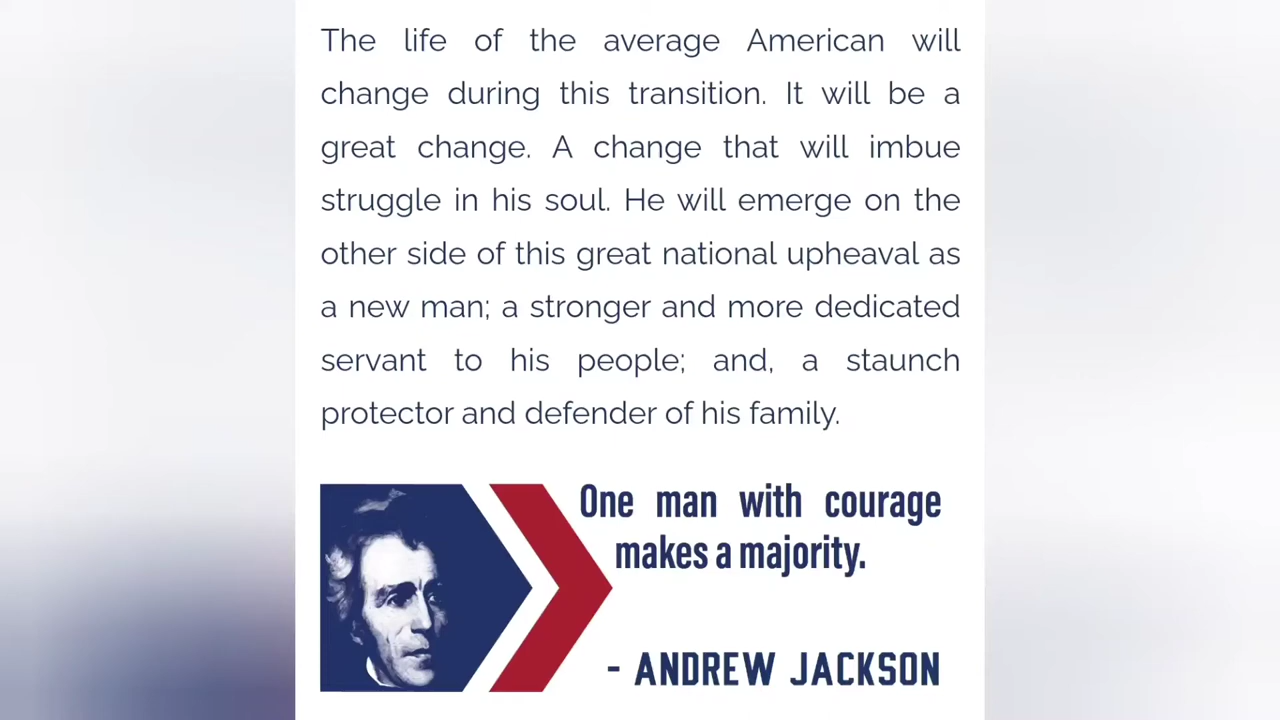 The life of the average American will
change during this transition. It will be a
great change. A change that will imbue
struggle in his soul. He will emerge on the
other side of this great national upheaval as
a new man; a stronger and more dedicated
servant to his people; and, a staunch
protector and defender of his family.
One man with courage
makes a majority.
- ANDREW JACKSON